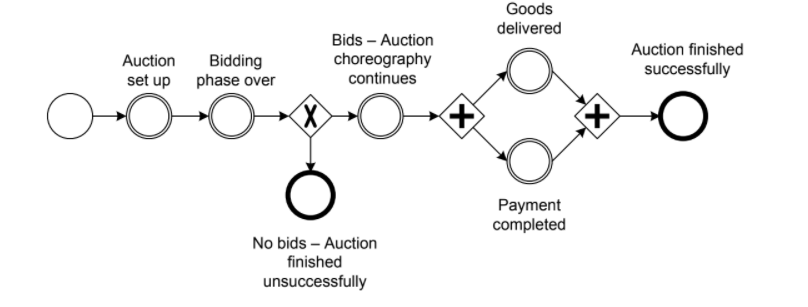 Auction
set up
Bidding
phase over
Bids – Auction
choreography
continues
Goods
delivered
Auction finished
successfully
X
Payment
completed
No bids – Auction
finished
unsuccessfully